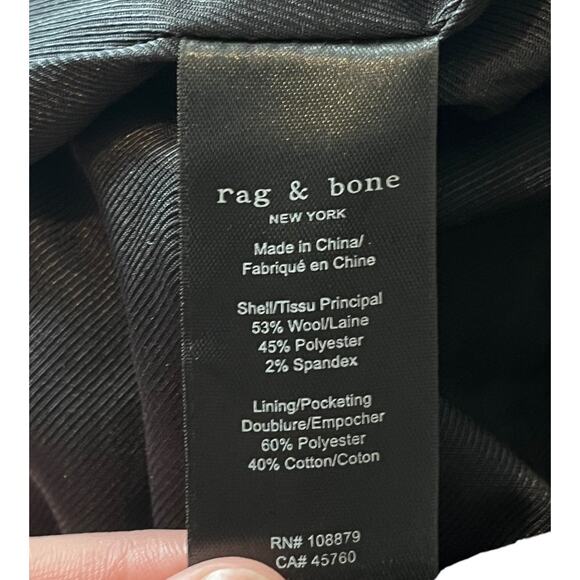 rag & bone
NEW YORK
Made in China/
Fabriqué en Chine
Shell/Tissu Principal
53% Wool/Laine
45% Polyester
2% Spandex
Lining/Pocketing
Doublure/Empocher
60% Polyester
40% Cotton/Coton
RN# 108879
CA# 45760